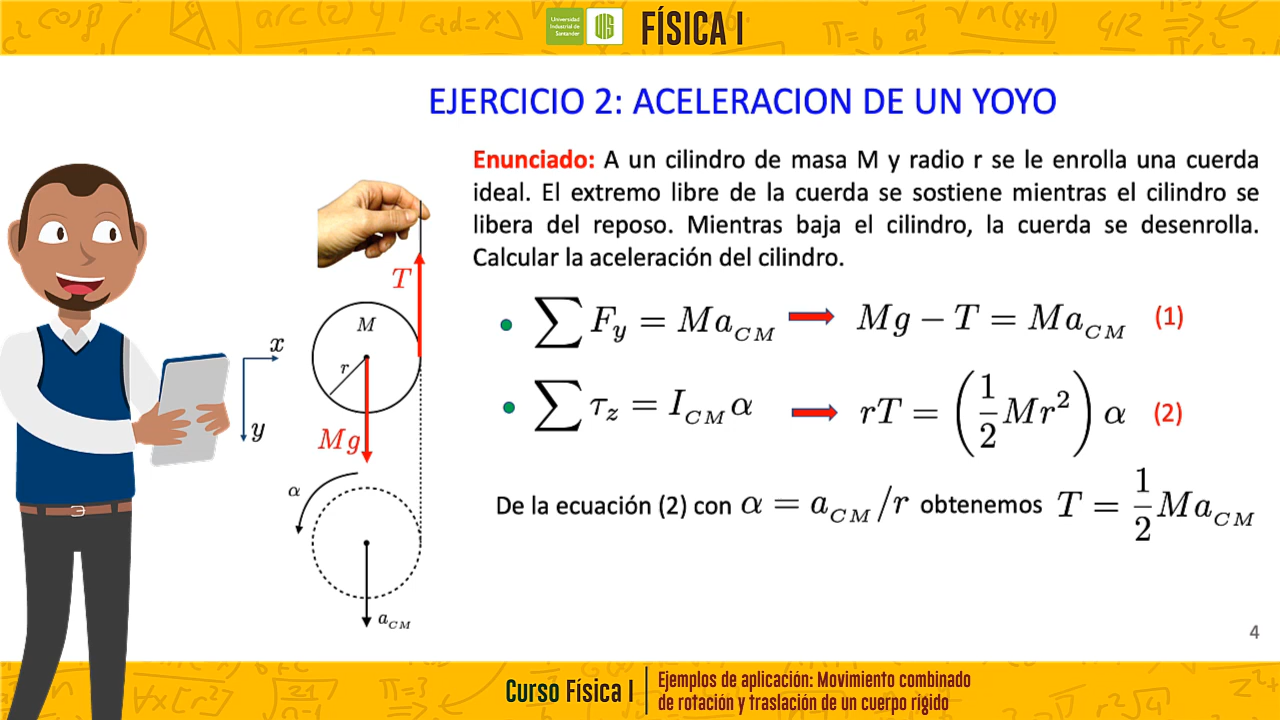 Universidad
Industrial de
Santander
UIS
FÍSICA I
EJERCICIO 2: ACELERACION DE UN YOYO
Enunciado: A un cilindro de masa M y radio r se le enrolla una cuerda
ideal. El extremo libre de la cuerda se sostiene mientras el cilindro se
libera del reposo. Mientras baja el cilindro, la cuerda se desenrolla.
Calcular la aceleración del cilindro.
T
M
r
x
y
Mg
α
a_CM
• ∑ F_y = Ma_CM → Mg − T = Ma_CM (1)
• ∑ τ_z = I_CM α → rT = (1/2 Mr²) α (2)
De la ecuación (2) con α = a_CM/r obtenemos T = 1/2 Ma_CM
4
Curso Física I
Ejemplos de aplicación: Movimiento combinado
de rotación y traslación de un cuerpo rígido